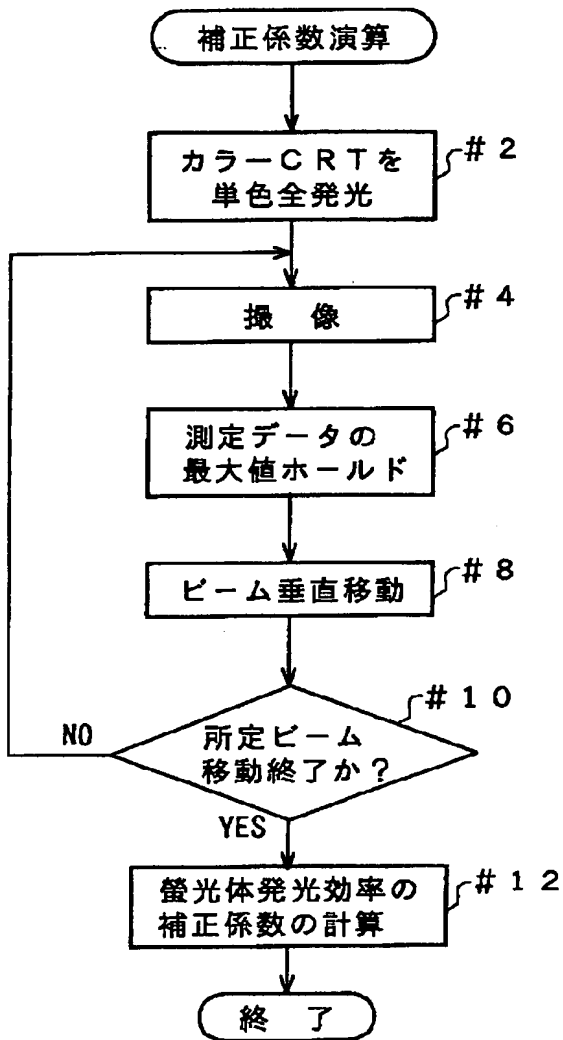 補正係数演算
カラーCRTを
単色全発光
#2
撮 像
#4
測定データの
最大値ホールド
#6
ビーム垂直移動
#8
所定ビーム
移動終了か?
#10
NO
YES
螢光体発光効率の
補正係数の計算
#12
終 了